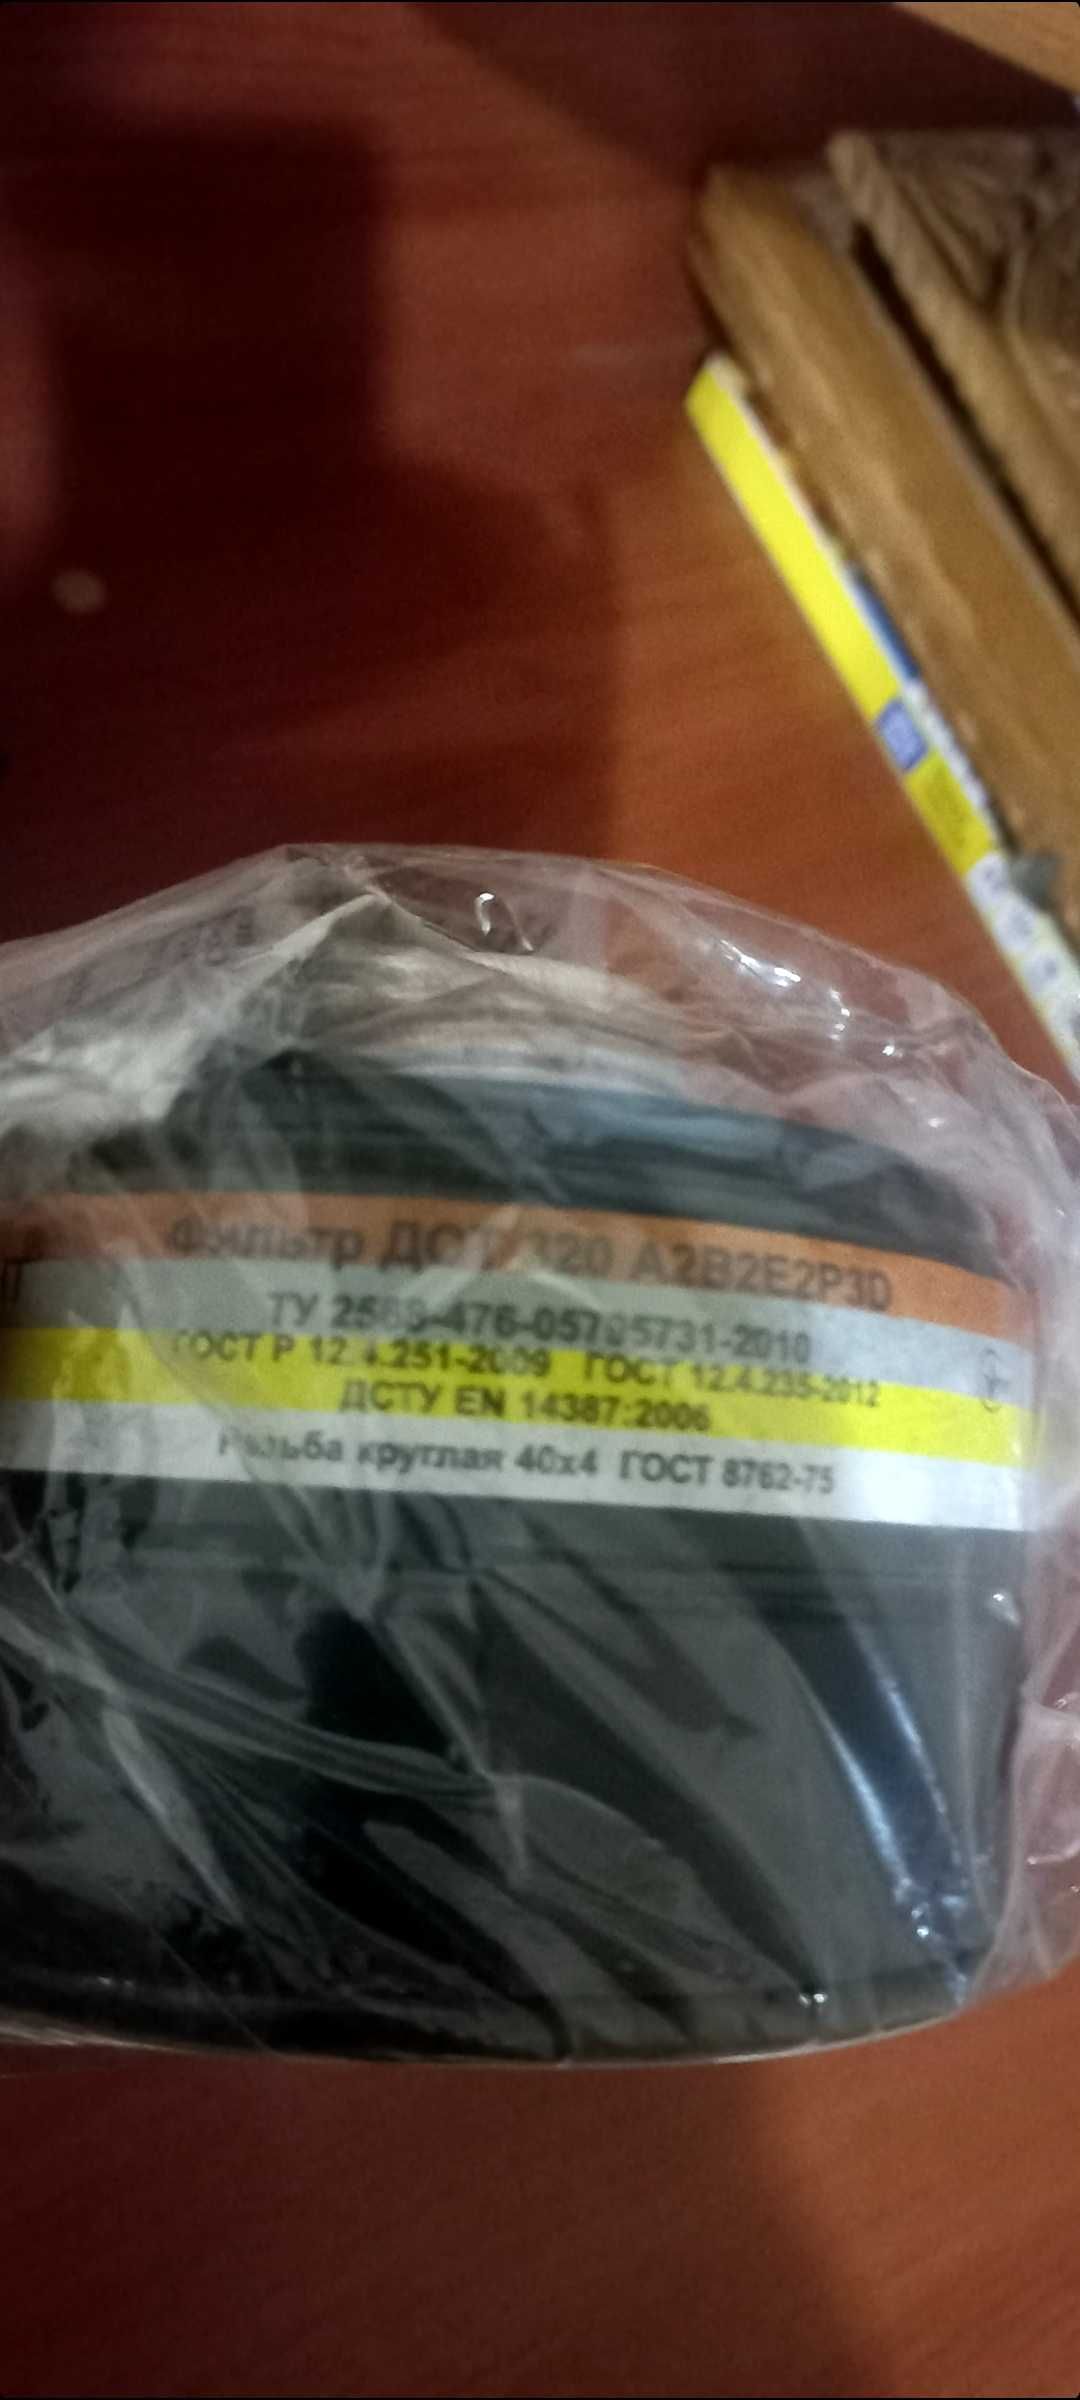 Фильтр ДОТ 320 А2В2Е2Р3D
ТУ 2568-476-05795731-2010
ГОСТ Р 12.4.251-2009 ГОСТ 12.4.235-2012
ДСТУ EN 14387:2006
Резьба круглая 40х4 ГОСТ 8762-75